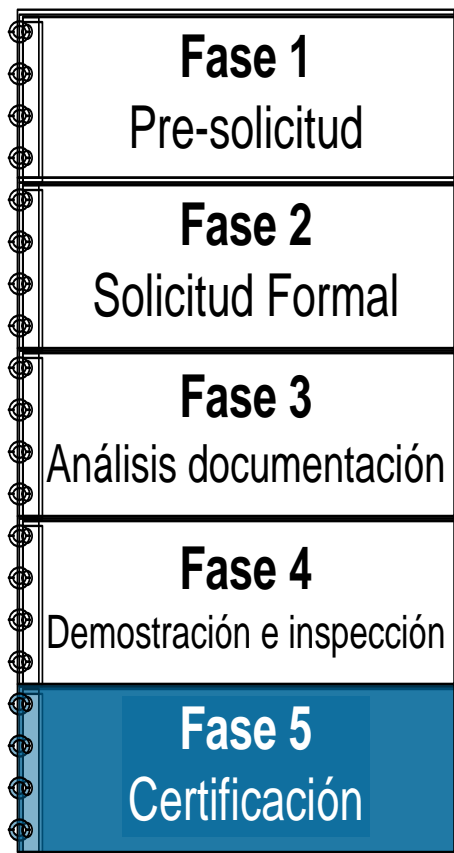 Fase 1
Pre-solicitud
Fase 2
Solicitud Formal
Fase 3
Análisis documentación
Fase 4
Demostración e inspección
Fase 5
Certificación